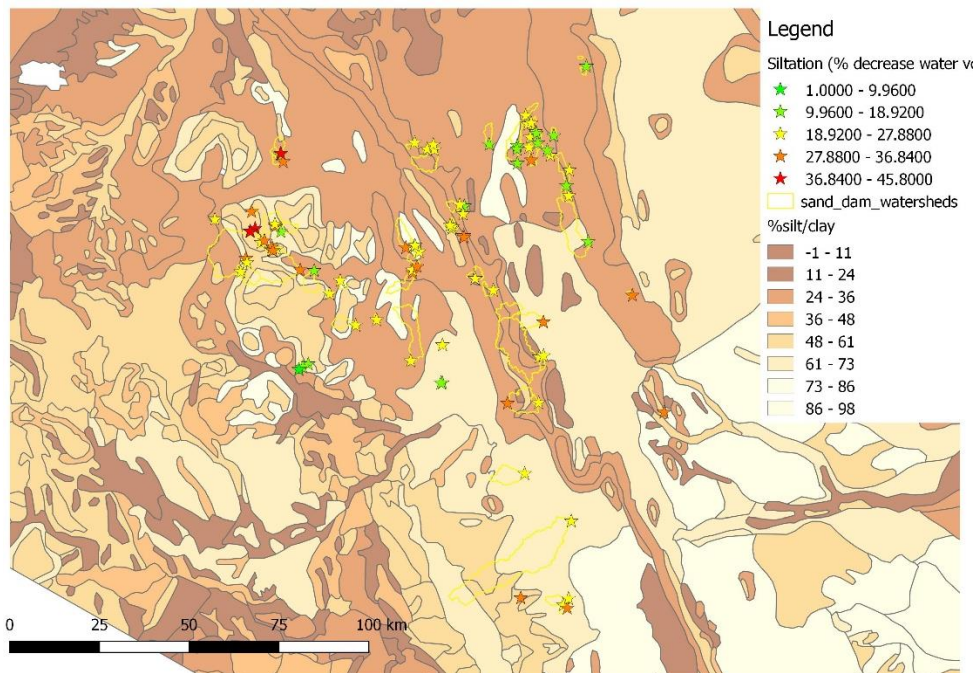 Legend
Siltation (% decrease water vo
1.0000 - 9.9600
9.9600 - 18.9200
18.9200 - 27.8800
27.8800 - 36.8400
36.8400 - 45.8000
sand_dam_watersheds
%silt/clay
-1 - 11
11 - 24
24 - 36
36 - 48
48 - 61
61 - 73
73 - 86
86 - 98
0 25 50 75 100 km